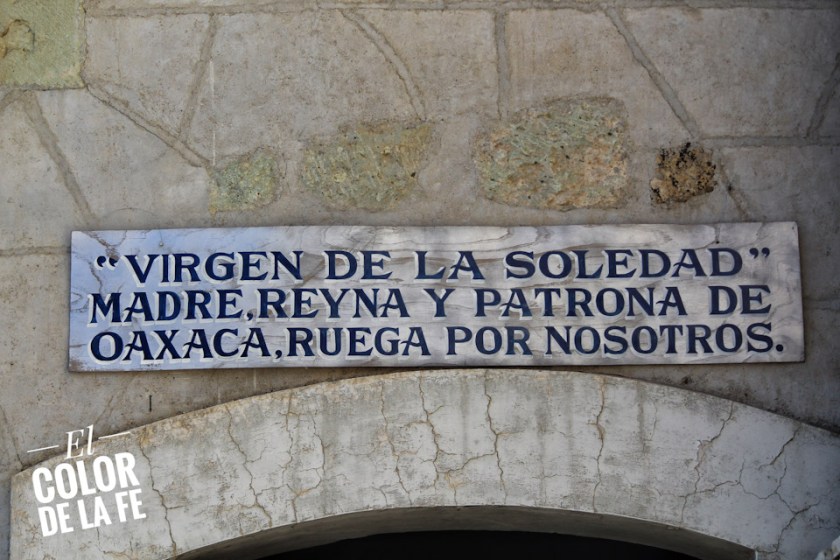 “VIRGEN DE LA SOLEDAD”
MADRE, REYNA Y PATRONA DE
OAXACA, RUEGA POR NOSOTROS.
El
COLOR
DE LA FE